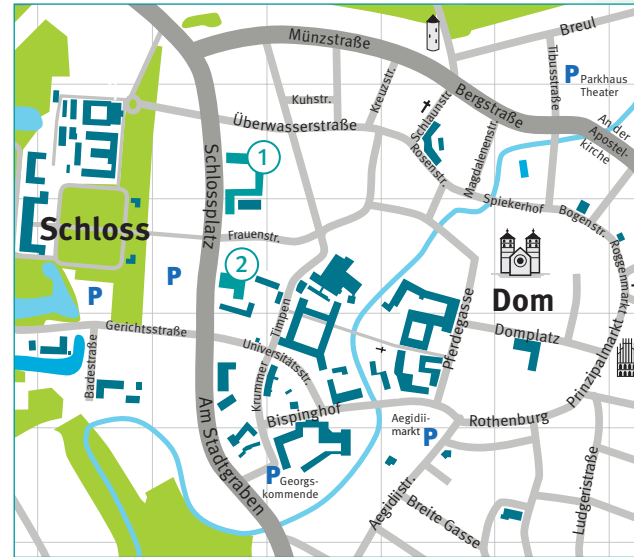 Breul
Münzstraße
Tibusstraße
P Parkhaus
Theater
Kreuzstr.
Kuhstr.
Bergstraße
Schlaunstr.
An der
Apostel-
kirche
Überwasserstraße
Rosenstr.
Magdalenenstr.
1
Schlossplatz
Spiekerhof
Bogenstr.
Schloss
Frauenstr.
Roggenmarkt
2
P
P
Dom
Gerichtsstraße
Timpen
Krummer
Pferdegasse
Domplatz
Prinzipalmarkt
Universitätsstr.
Badestraße
Bispinghof
Am Stadtgraben
Aegidii-
markt P
Rothenburg
P Georgs-
kommende
Aegidiistr.
Breite Gasse
Ludgeristraße